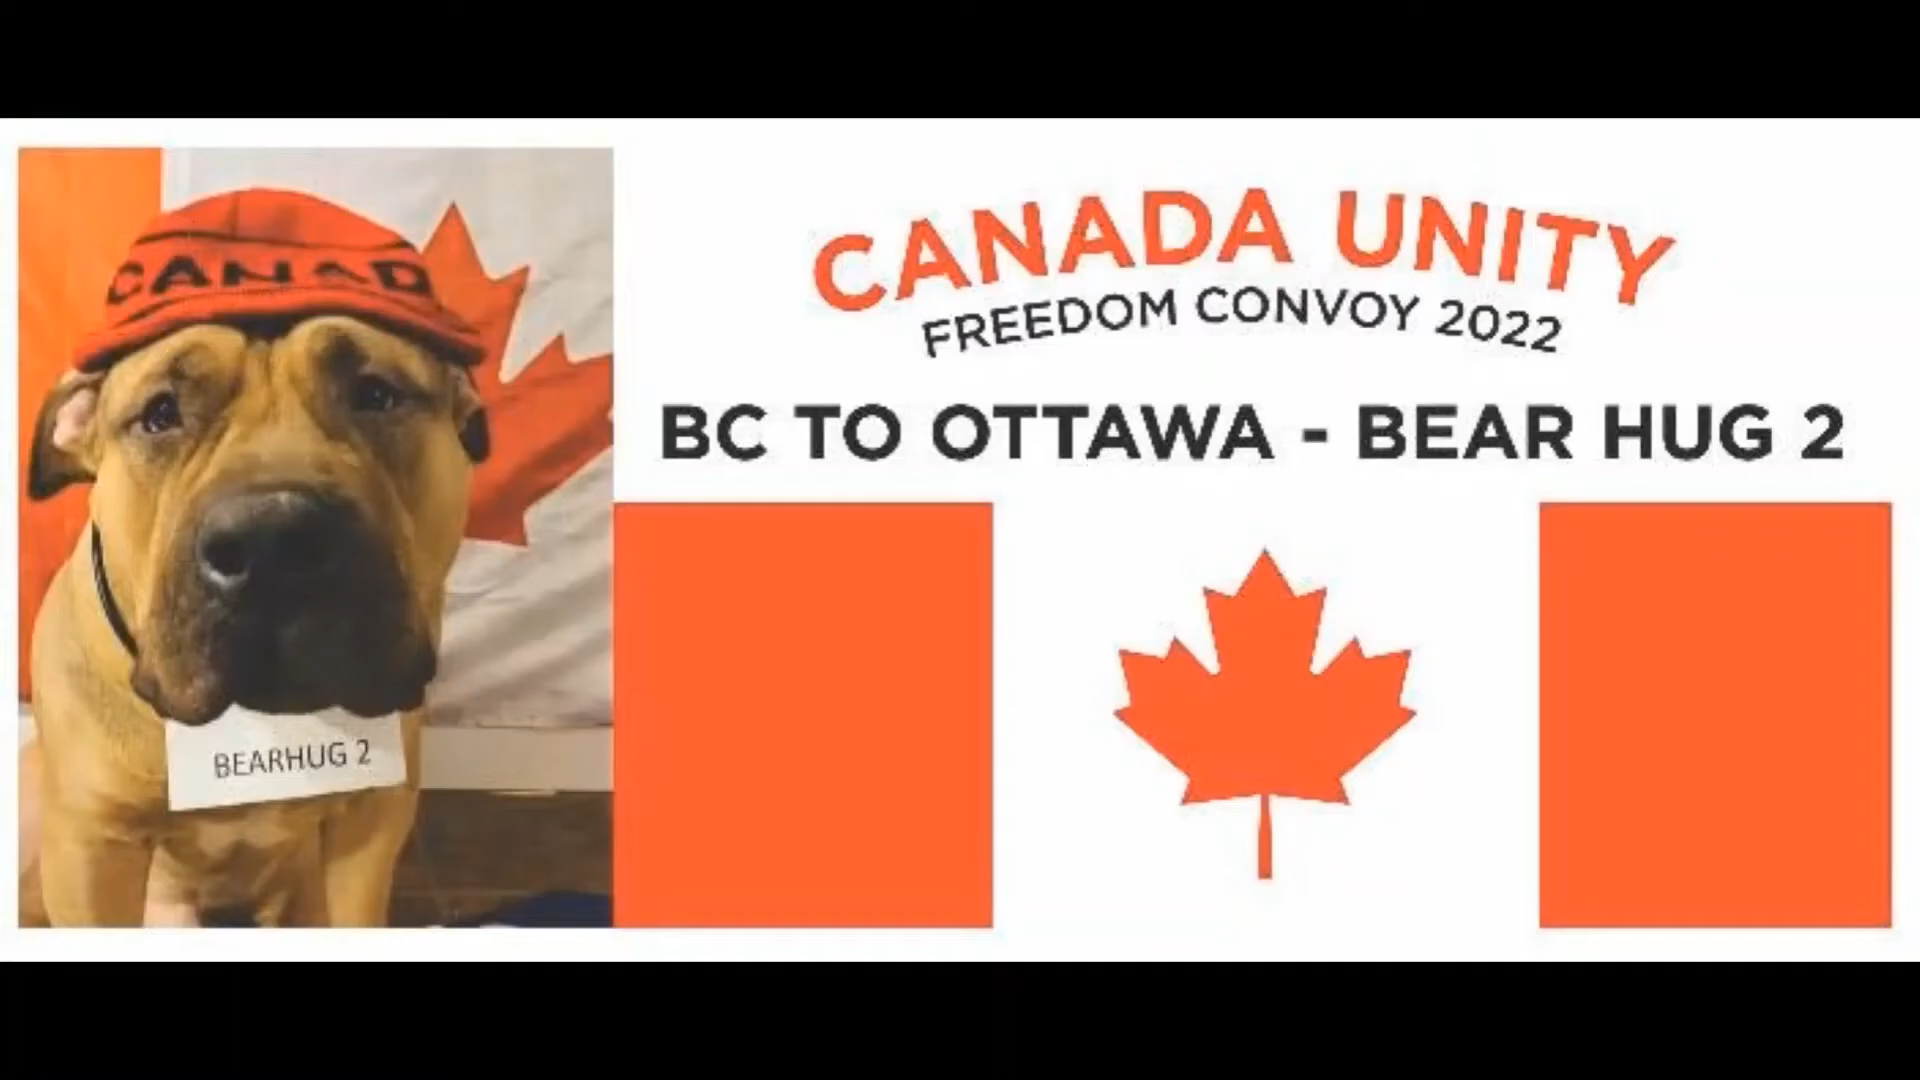 CANAD
BEARHUG 2
CANADA UNITY
FREEDOM CONVOY 2022
BC TO OTTAWA - BEAR HUG 2